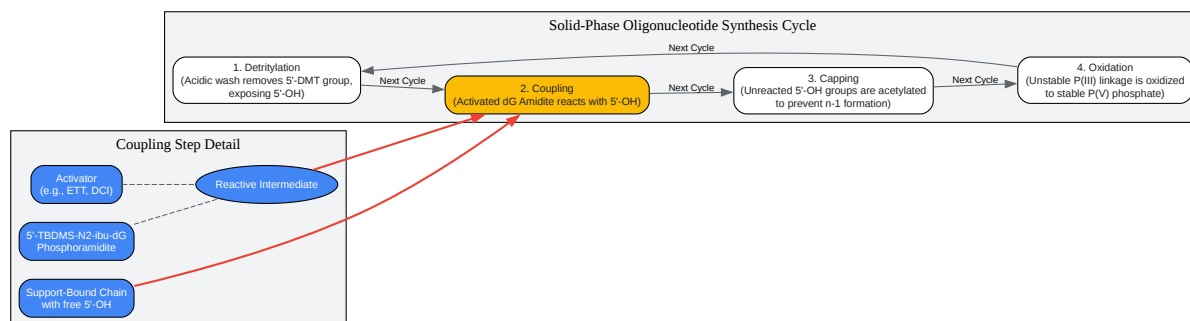 Solid-Phase Oligonucleotide Synthesis Cycle
Next Cycle
1. Detritylation
(Acidic wash removes 5'-DMT group,
exposing 5'-OH)
Next Cycle
2. Coupling
(Activated dG Amidite reacts with 5'-OH)
Next Cycle
3. Capping
(Unreacted 5'-OH groups are acetylated
to prevent n-1 formation)
Next Cycle
4. Oxidation
(Unstable P(III) linkage is oxidized
to stable P(V) phosphate)
Coupling Step Detail
Activator
(e.g., ETT, DCI)
Reactive Intermediate
5'-TBDMS-N2-ibu-dG
Phosphoramidite
Support-Bound Chain
with free 5'-OH